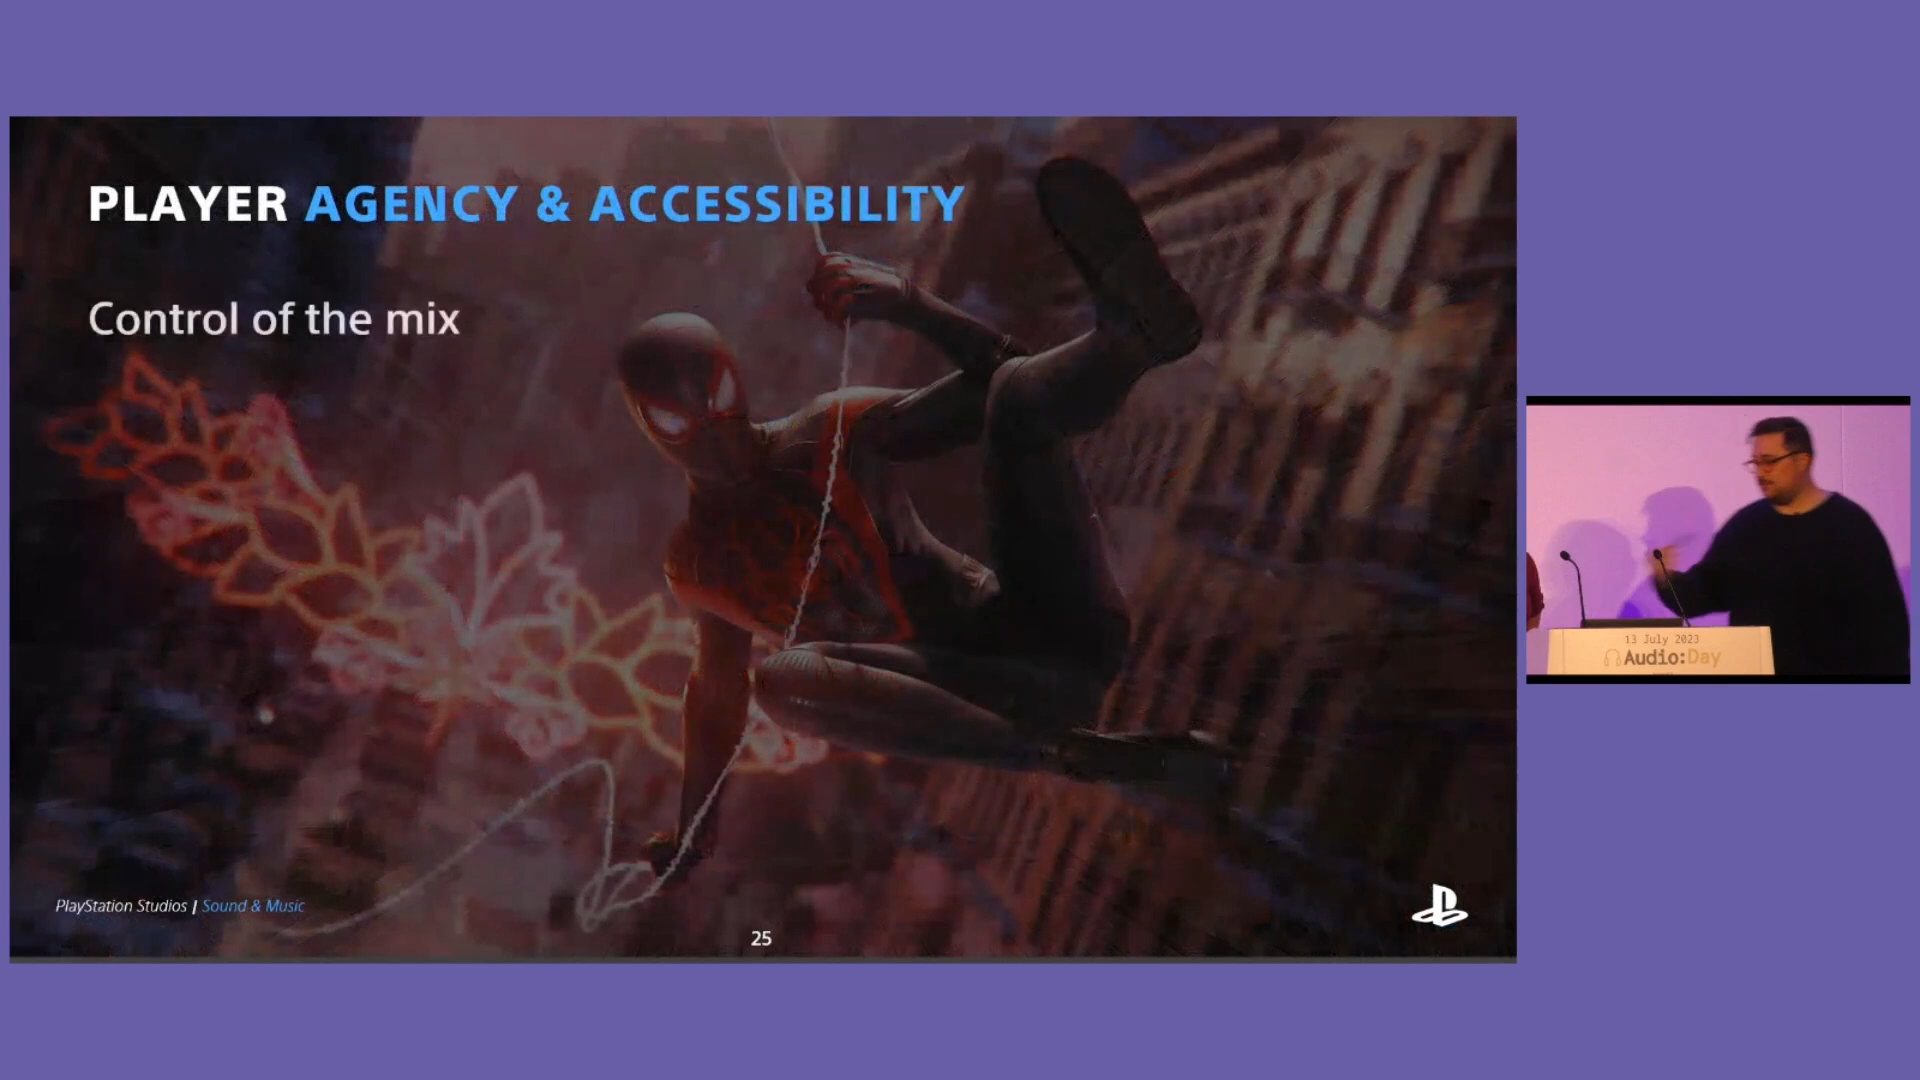 PLAYER AGENCY & ACCESSIBILITY
Control of the mix
PlayStation Studios | Sound & Music
25
13 July 2023
Audio:Day